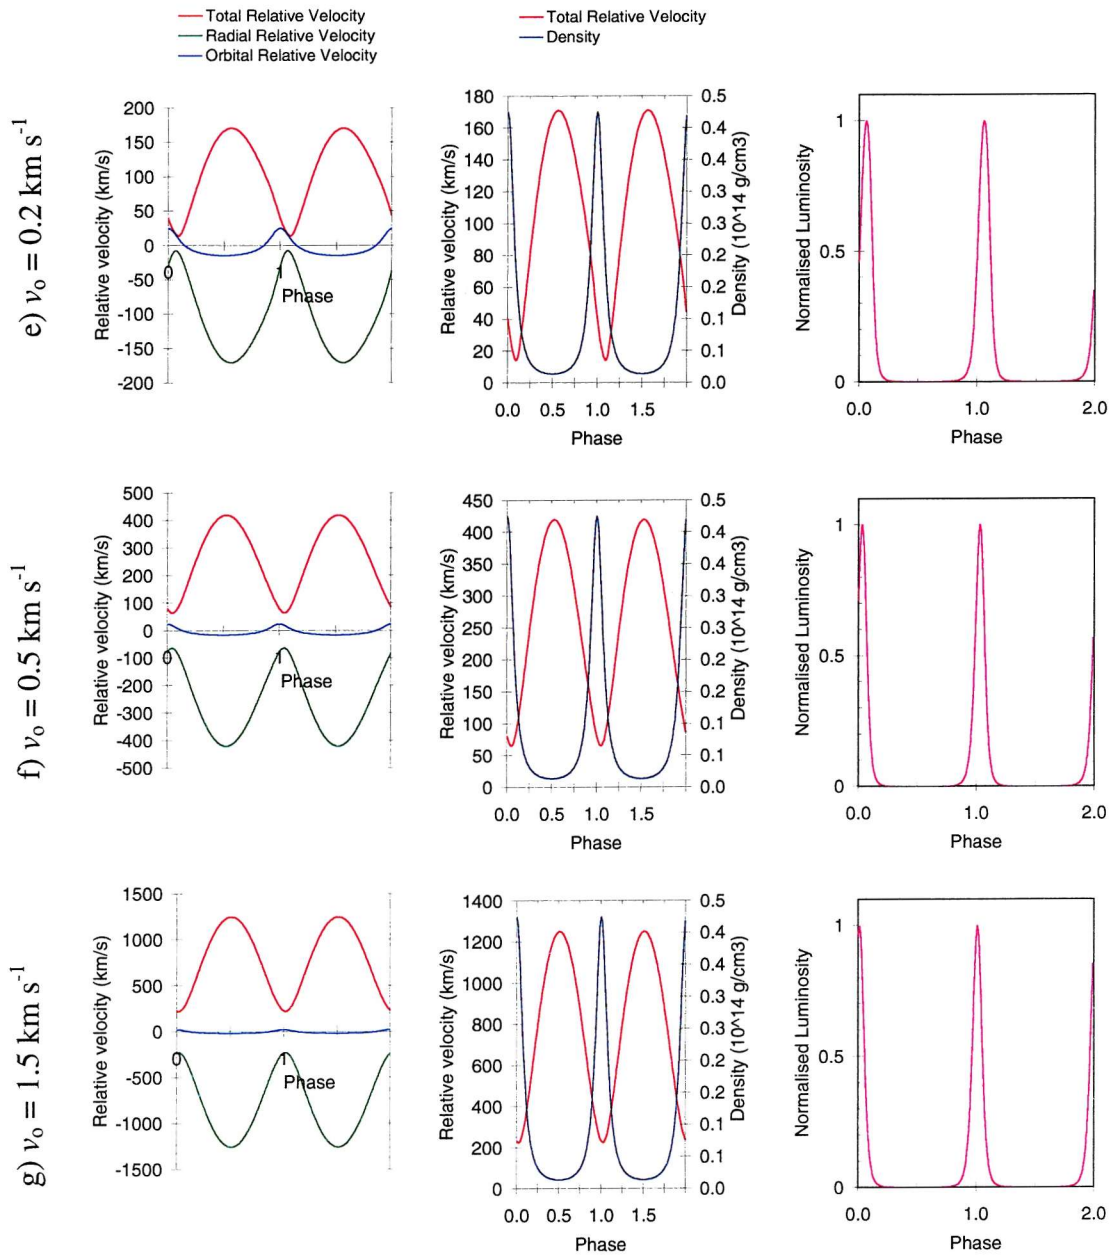 Total Relative Velocity
Radial Relative Velocity
Orbital Relative Velocity
Total Relative Velocity
Density
e) vₒ = 0.2 km s⁻¹
Relative velocity (km/s)
200
150
100
50
0
-50
-100
-150
-200
0
1
Phase
Relative velocity (km/s)
180
160
140
120
100
80
60
40
20
0
0.0 0.5 1.0 1.5
Phase
0.5
0.4
0.4
0.3
0.3
0.2
0.2
0.1
0.1
0.0
Density (10^14 g/cm3)
Normalised Luminosity
1
0.5
0
0.0 1.0 2.0
Phase
f) vₒ = 0.5 km s⁻¹
Relative velocity (km/s)
500
400
300
200
100
0
-100
-200
-300
-400
-500
0
1
Phase
Relative velocity (km/s)
450
400
350
300
250
200
150
100
50
0
0.0 0.5 1.0 1.5
Phase
0.5
0.4
0.4
0.3
0.3
0.2
0.2
0.1
0.1
0.0
Density (10^14 g/cm3)
Normalised Luminosity
1
0.5
0
0.0 1.0 2.0
Phase
g) vₒ = 1.5 km s⁻¹
Relative velocity (km/s)
1500
1000
500
0
-500
-1000
-1500
0
1
Phase
Relative velocity (km/s)
1400
1200
1000
800
600
400
200
0
0.0 0.5 1.0 1.5
Phase
0.5
0.4
0.4
0.3
0.3
0.2
0.2
0.1
0.1
0.0
Density (10^14 g/cm3)
Normalised Luminosity
1
0.5
0
0.0 1.0 2.0
Phase